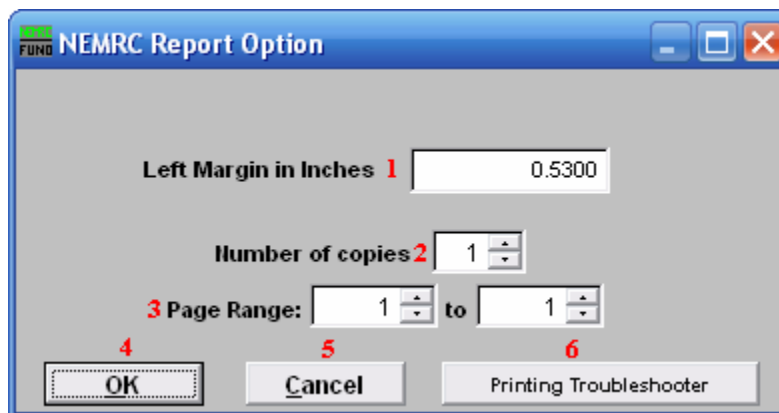 FUND NEMRC Report Option
Left Margin in Inches 1 0.5300
Number of copies 2 1
3 Page Range: 1 to 1
4 5 6
OK Cancel Printing Troubleshooter